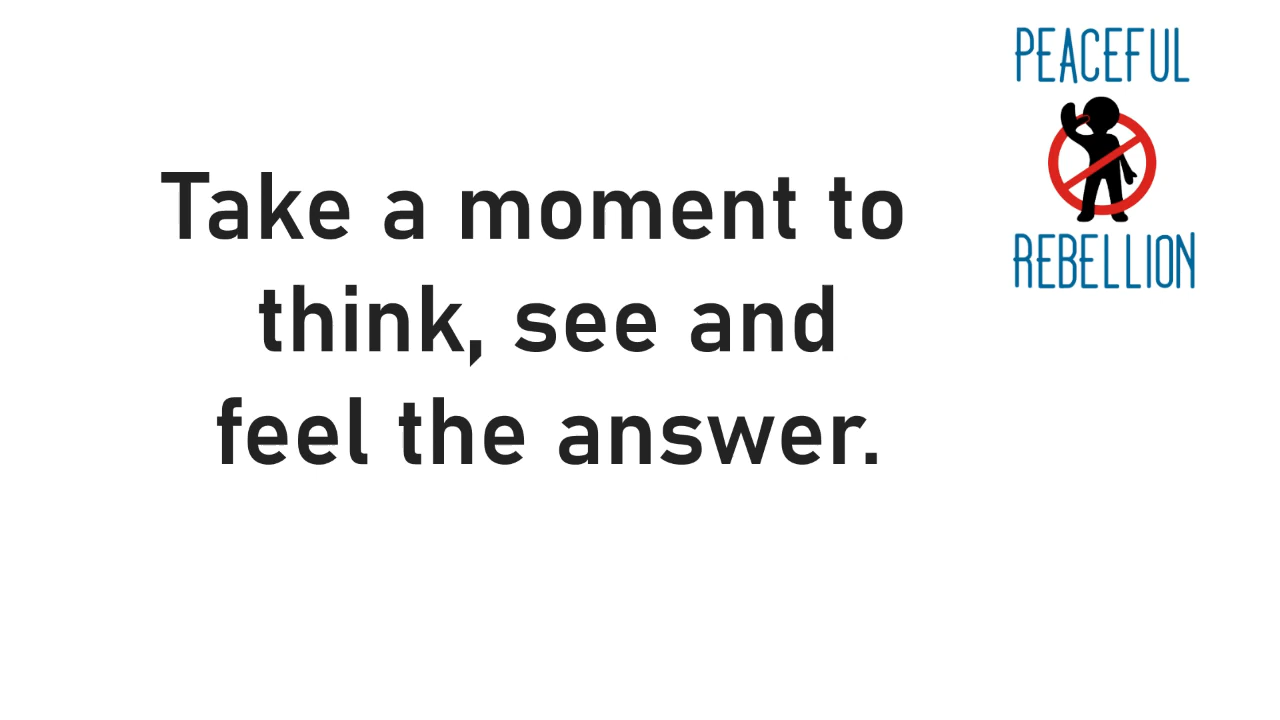 Take a moment to
think, see and
feel the answer.
PEACEFUL
REBELLION